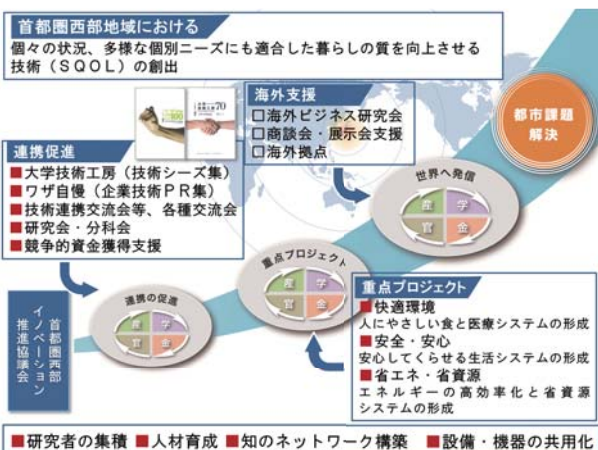 首都圏西部地域における
個々の状況、多様な個別ニーズにも適合した暮らしの質を向上させる
技術（ＳＱＯＬ）の創出
海外支援
□海外ビジネス研究会
□商談会・展示会支援
□海外拠点
都市課題
解決
100
70
連携促進
■大学技術工房（技術シーズ集）
■ワザ自慢（企業技術ＰＲ集）
■技術連携交流会等、各種交流会
■研究会・分科会
■競争的資金獲得支援
世界へ発信
産 学
官 金
重点プロジェクト
産 学
官 金
連携の促進
産 学
官 金
首都圏西部
イノベーション
推進協議会
重点プロジェクト
■快適環境
人にやさしい食と医療システムの形成
■安全・安心
安心してくらせる生活システムの形成
■省エネ・省資源
エネルギーの高効率化と省資源
システムの形成
■研究者の集積 ■人材育成 ■知のネットワーク構築 ■設備・機器の共用化